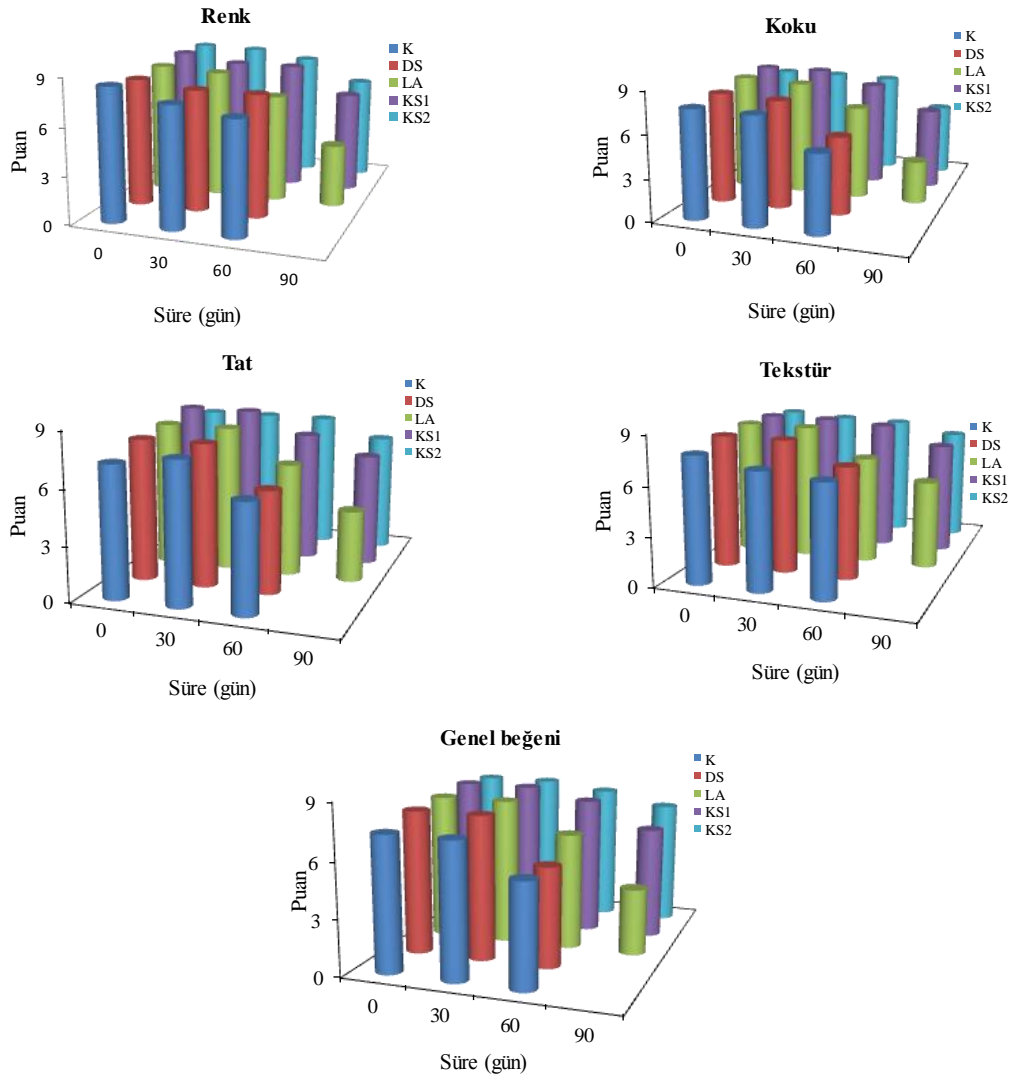 Renk
K
DS
LA
KS1
KS2
9
6
3
0
Puan
0
30
60
90
Süre (gün)
Koku
K
DS
LA
KS1
KS2
9
6
3
0
Puan
0
30
60
90
Süre (gün)
Tat
K
DS
LA
KS1
KS2
9
6
3
0
Puan
0
30
60
90
Süre (gün)
Tekstür
K
DS
LA
KS1
KS2
9
6
3
0
Puan
0
30
60
90
Süre (gün)
Genel beğeni
K
DS
LA
KS1
KS2
9
6
3
0
Puan
0
30
60
90
Süre (gün)